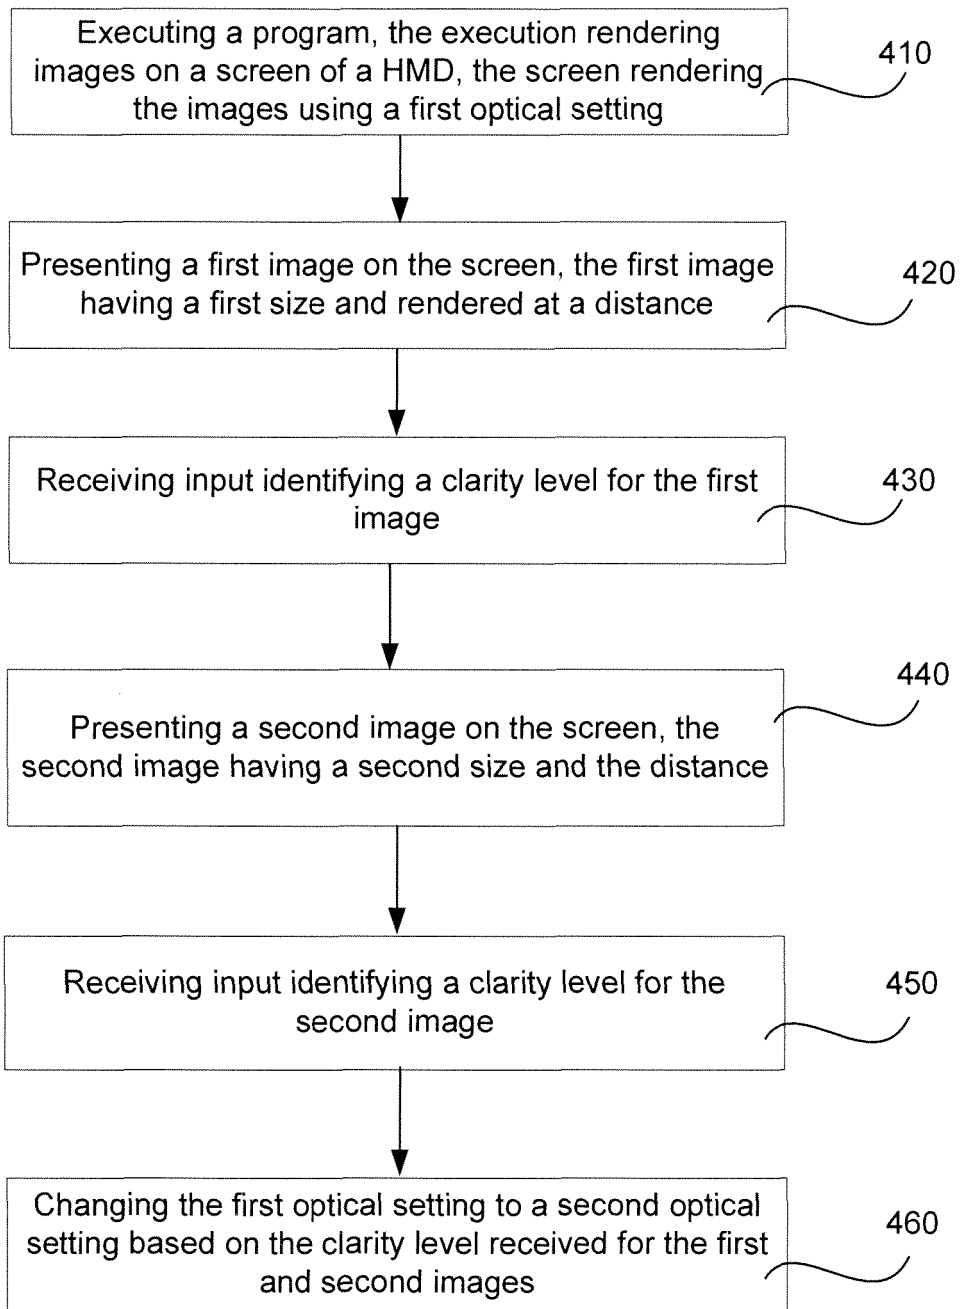 Executing a program, the execution rendering
images on a screen of a HMD, the screen rendering
the images using a first optical setting
410
Presenting a first image on the screen, the first image
having a first size and rendered at a distance
420
Receiving input identifying a clarity level for the first
image
430
Presenting a second image on the screen, the
second image having a second size and the distance
440
Receiving input identifying a clarity level for the
second image
450
Changing the first optical setting to a second optical
setting based on the clarity level received for the first
and second images
460